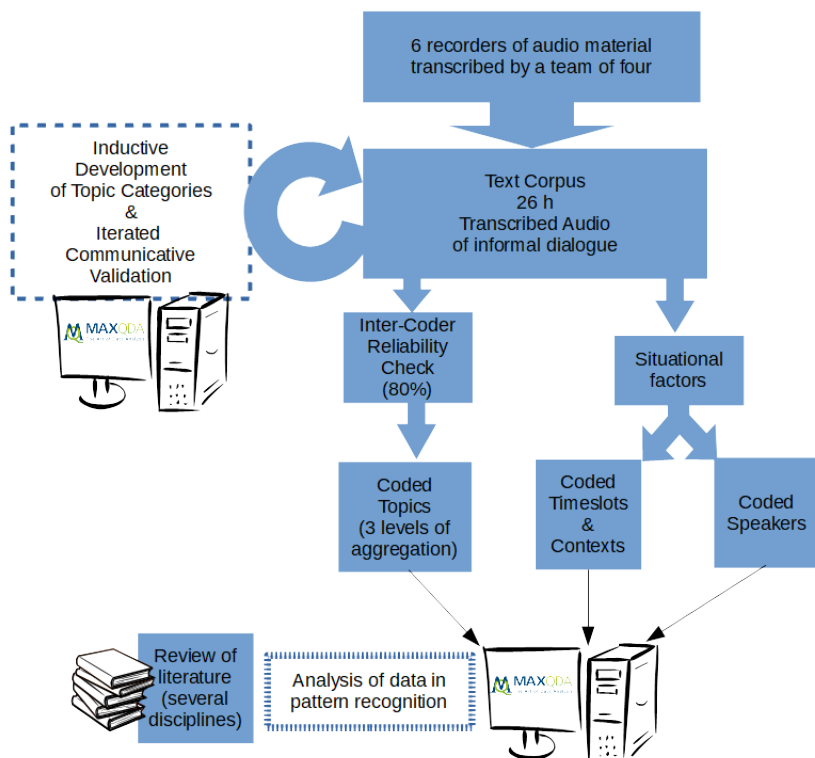 6 recorders of audio material
transcribed by a team of four
Inductive
Development
of Topic Categories
&
Iterated
Communicative
Validation
Text Corpus
26 h
Transcribed Audio
of informal dialogue
MAXQDA
Inter-Coder
Reliability
Check
(80%)
Situational
factors
Coded
Topics
(3 levels of
aggregation)
Coded
Timeslots
&
Contexts
Coded
Speakers
Review of
literature
(several
disciplines)
Analysis of data in
pattern recognition
MAXQDA